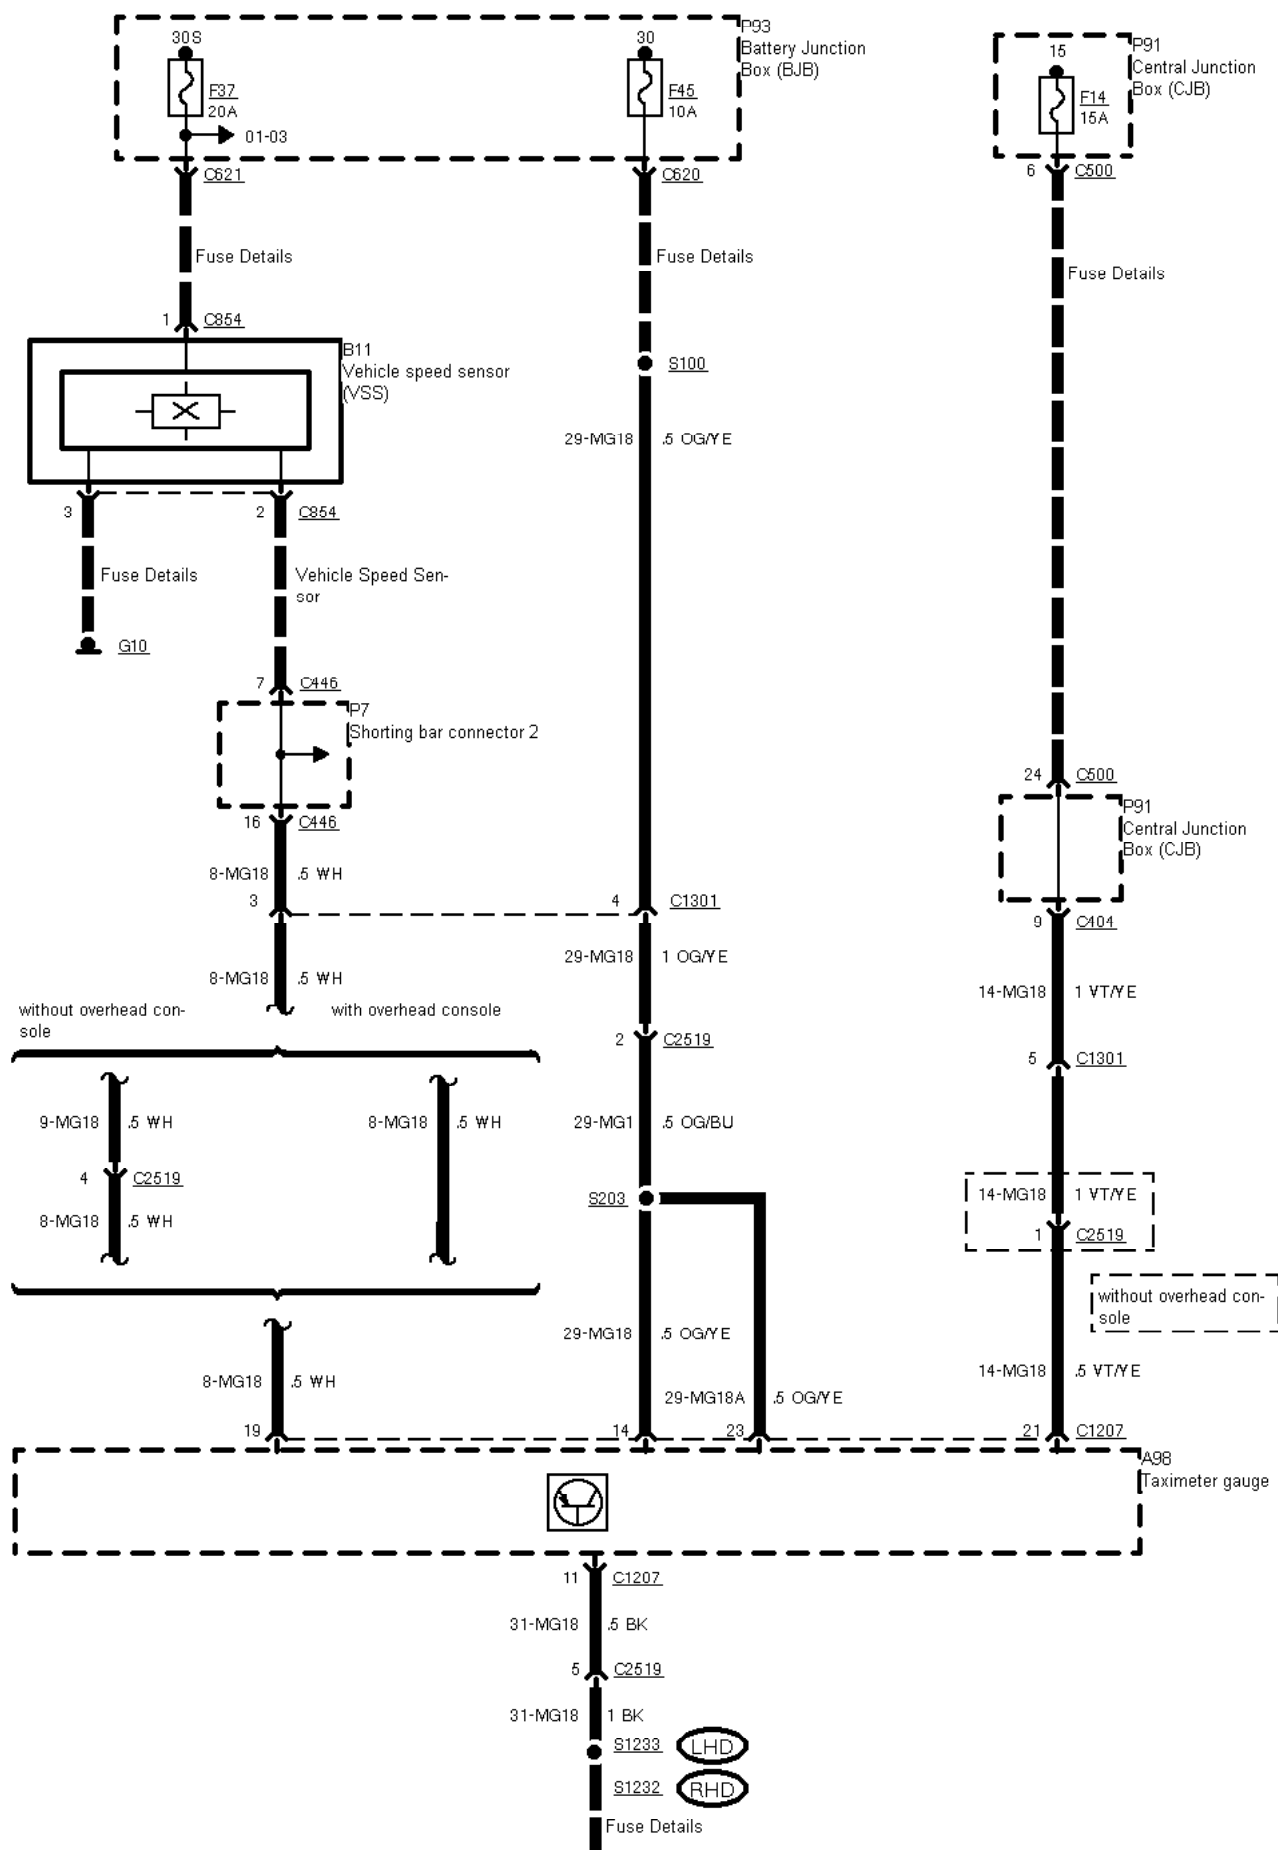 P93
Battery Junction
Box (BJB)
30S
30
F37
20A
F45
10A
01-03
P91
Central Junction
Box (CJB)
15
F14
15A
C621
C620
6
C500
Fuse Details
Fuse Details
Fuse Details
1
C854
B11
Vehicle speed sensor
(VSS)
S100
29-MG18
.5 OG/YE
3
2
C854
Fuse Details
Vehicle Speed Sen-
sor
G10
7
C446
P7
Shorting bar connector 2
24
C500
P91
Central Junction
Box (CJB)
16
C446
8-MG18
.5 WH
3
4
C1301
9
C404
8-MG18
.5 WH
29-MG18
1 OG/YE
14-MG18
1 VT/YE
without overhead con-
sole
with overhead console
2
C2519
5
C1301
9-MG18
.5 WH
8-MG18
.5 WH
29-MG1
.5 OG/BU
4
C2519
8-MG18
.5 WH
S203
14-MG18
1 VT/YE
1
C2519
without overhead con-
sole
29-MG18
.5 OG/YE
8-MG18
.5 WH
29-MG18A
.5 OG/YE
14-MG18
.5 VT/YE
19
14
23
21
C1207
A98
Taximeter gauge
11
C1207
31-MG18
.5 BK
5
C2519
31-MG18
1 BK
S1233
LHD
S1232
RHD
Fuse Details